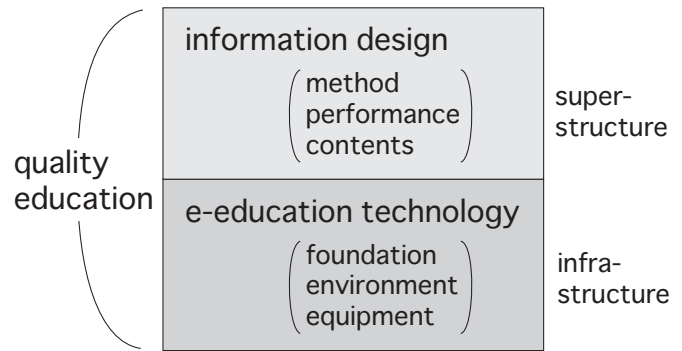 information design
method
performance
contents
super-
structure
quality
education
e-education technology
foundation
environment
equipment
infra-
structure